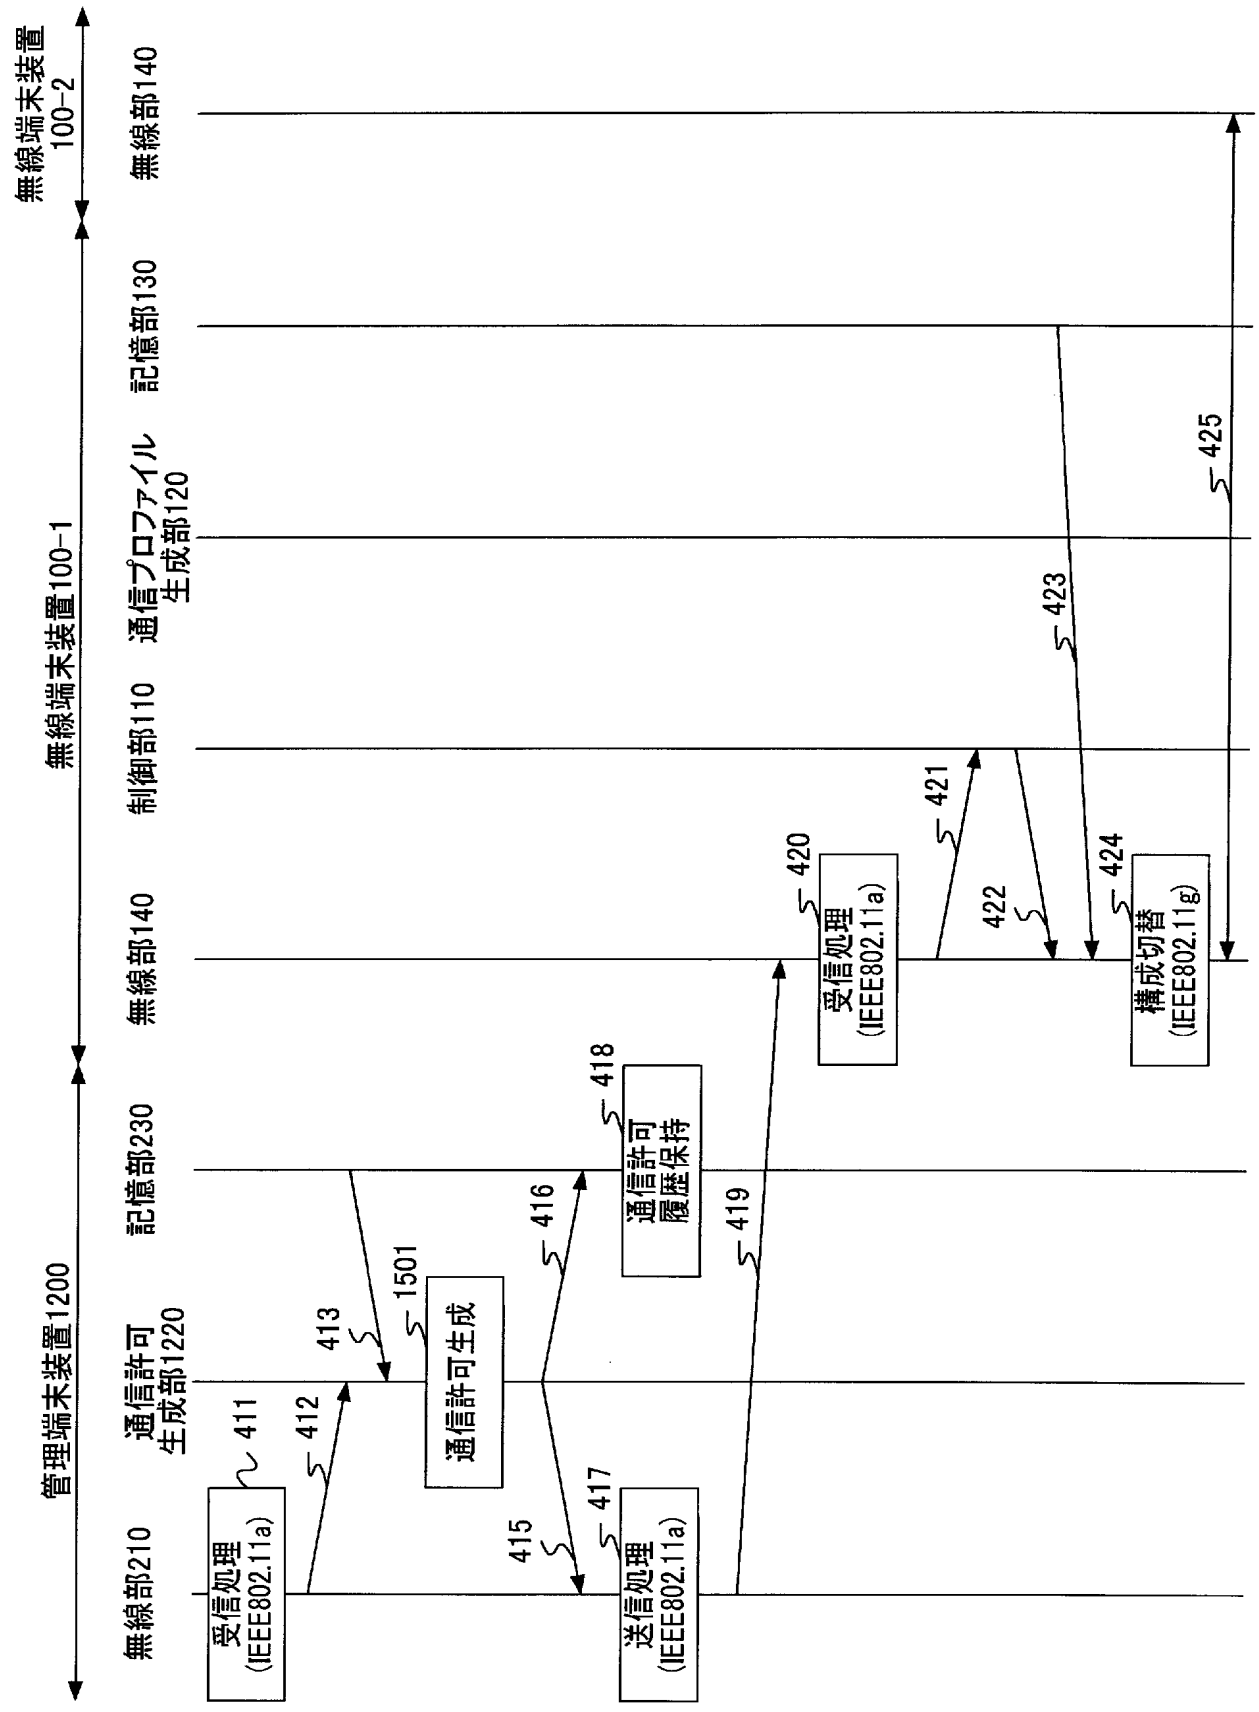 管理端末装置1200
無線端末装置100-1
無線端末装置
100-2
無線部210
通信許可
生成部1220
記憶部230
無線部140
制御部110
通信プロファイル
生成部120
記憶部130
無線部140
受信処理
(IEEE802.11a)
411
412
413
通信許可生成
1501
415
416
送信処理
(IEEE802.11a)
417
通信許可
履歴保持
418
419
受信処理
(IEEE802.11a)
420
421
422
423
構成切替
(IEEE802.11g)
424
425